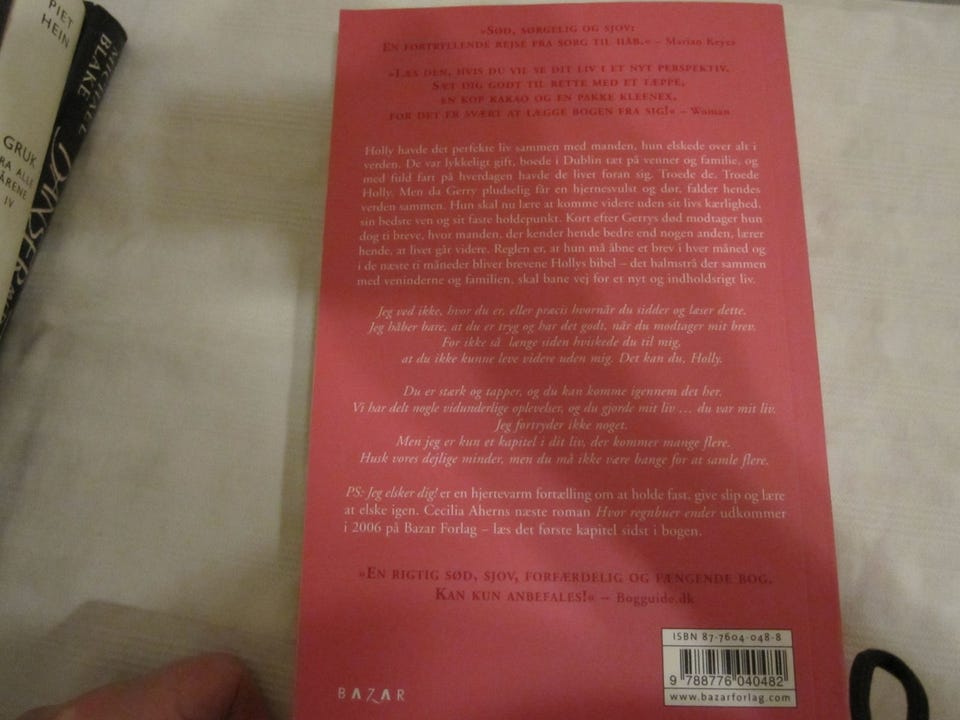 PIET
HEIN
GRUK
ÅRENE
IV
BLAKE
»Sød, sørgelig og sjov:
En fortryllende rejse fra sorg til håb.« – Marian Keyes
»Læs den, hvis du vil se dit liv i et nyt perspektiv.
Sæt dig godt til rette med et tæppe,
en kop kakao og en pakke Kleenex,
for det er svært at lægge bogen fra sig!« – Woman
Holly havde det perfekte liv sammen med manden, hun elskede over alt i
verden. De var lykkeligt gift, boede i Dublin tæt på venner og familie, og
med fuld fart på hverdagen havde de livet foran sig. Troede de. Troede
Holly. Men da Gerry pludselig får en hjernesvulst og dør, falder hendes
verden sammen. Hun skal nu lære at komme videre uden sit livs kærlighed,
sin bedste ven og sit faste holdepunkt. Kort efter Gerrys død modtager hun
dog ti breve, hvor manden, der kender hende bedre end nogen anden, lærer
hende, at livet går videre. Reglen er, at hun må åbne et brev i hver måned og
i de næste ti måneder bliver brevene Hollys bibel – det halmstrå der sammen
med veninderne og familien, skal bane vej for et nyt og indholdsrigt liv.
Jeg ved ikke, hvor du er, eller præcis hvornår du sidder og læser dette.
Jeg håber bare, at du er tryg og har det godt, når du modtager mit brev.
For ikke så længe siden hviskede du til mig,
at du ikke kunne leve videre uden mig. Det kan du, Holly.
Du er stærk og tapper, og du kan komme igennem det her.
Vi har delt nogle vidunderlige oplevelser, og du gjorde mit liv ... du var mit liv.
Jeg fortryder ikke noget.
Men jeg er kun et kapitel i dit liv, der kommer mange flere.
Husk vores dejlige minder, men du må ikke være bange for at samle flere.
PS: Jeg elsker dig! er en hjertevarm fortælling om at holde fast, give slip og lære
at elske igen. Cecilia Aherns næste roman Hvor regnbuer ender udkommer
i 2006 på Bazar Forlag – læs det første kapitel sidst i bogen.
»En rigtig sød, sjov, forfærdelig og fængende bog.
Kan kun anbefales!« – Bogguide.dk
BAZAR
ISBN 87-7604-048-8
9 788776 040482
www.bazarforlag.com